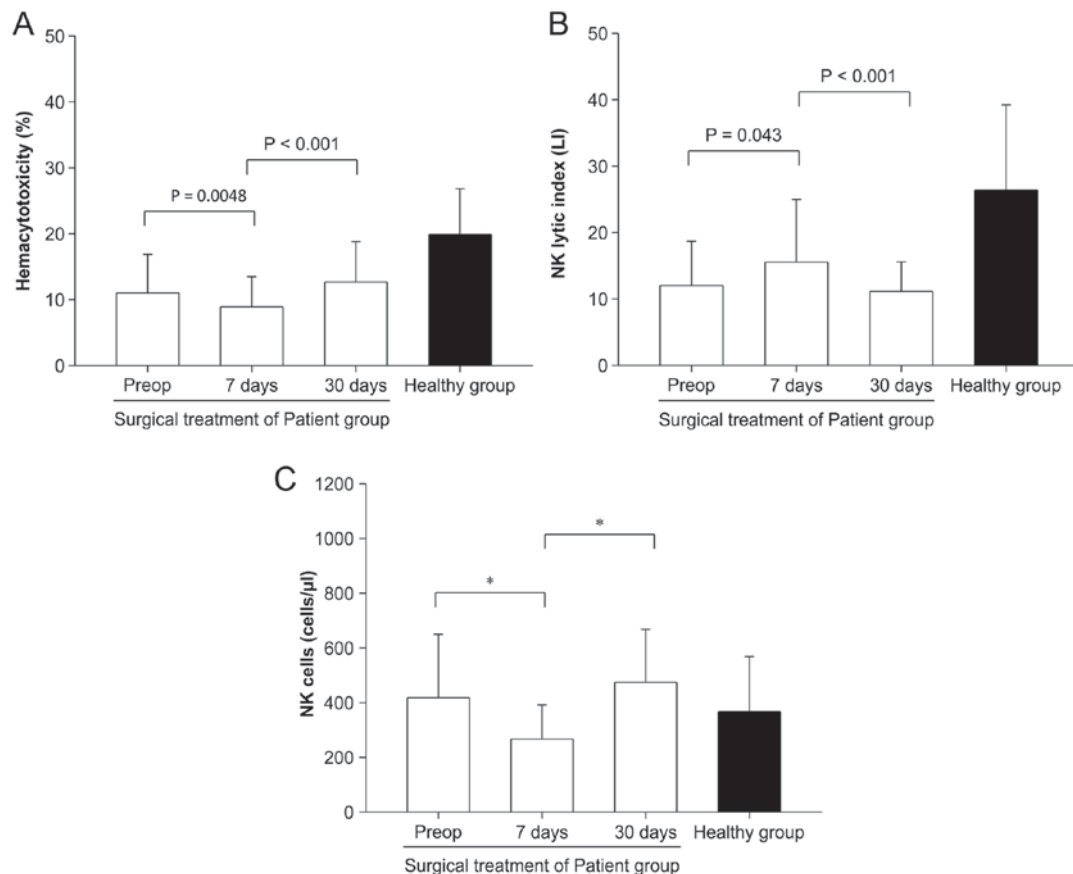 A
Hemacytotoxicity (%)
50
40
30
20
10
0
P = 0.0048
P < 0.001
Preop 7 days 30 days Healthy group
Surgical treatment of Patient group
B
NK lytic index (LI)
50
40
30
20
10
0
P = 0.043
P < 0.001
Preop 7 days 30 days Healthy group
Surgical treatment of Patient group
C
NK cells (cells/μl)
1200
1000
800
600
400
200
0
*
*
Preop 7 days 30 days Healthy group
Surgical treatment of Patient group